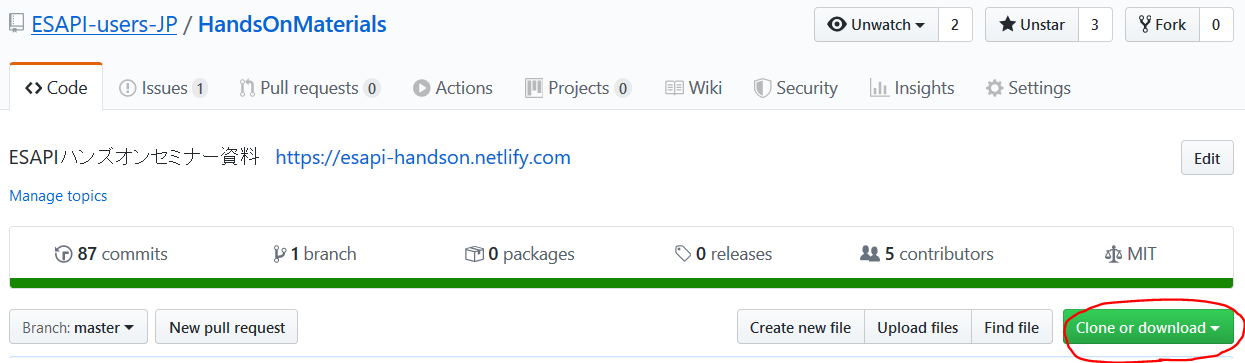 ESAPI-users-JP / HandsOnMaterials Unwatch 2 Unstar 3 Fork 0
Code Issues 1 Pull requests 0 Actions Projects 0 Wiki Security Insights Settings
ESAPIハンズオンセミナー資料 https://esapi-handson.netlify.com Edit
Manage topics
87 commits 1 branch 0 packages 0 releases 5 contributors MIT
Branch: master New pull request Create new file Upload files Find file Clone or download